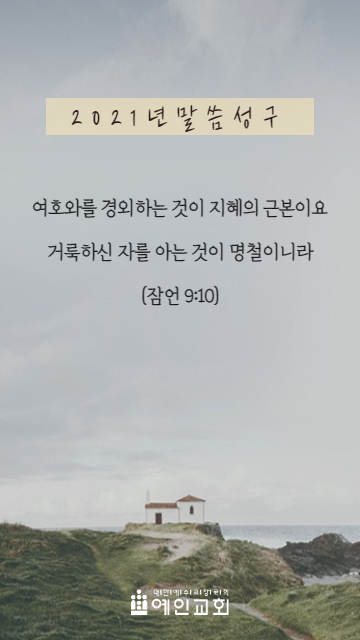 2021년말씀성구
여호와를 경외하는 것이 지혜의 근본이요
거룩하신 자를 아는 것이 명철이니라
(잠언 9:10)
예인교회